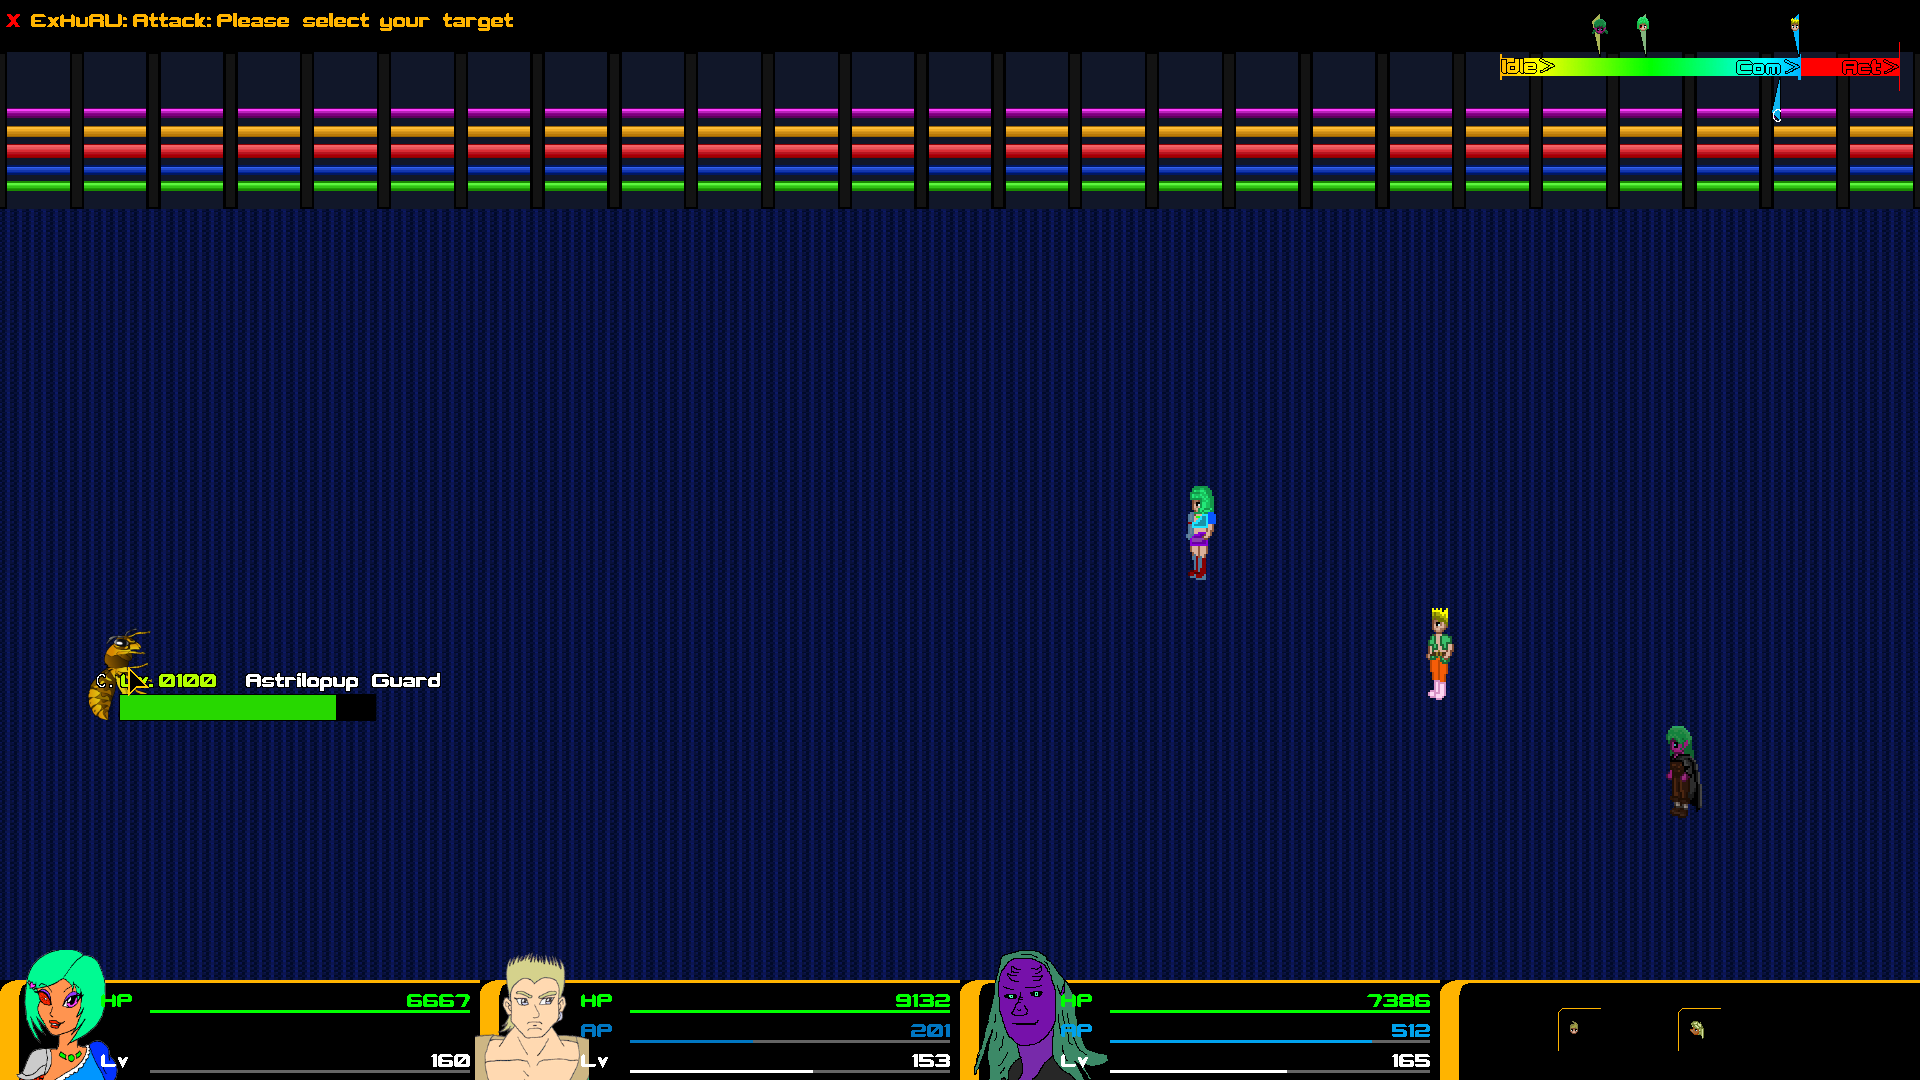 X ExHuAU: Attack: Please select your target
Idle> Com> Act>
C. Lv. 0100 Astrilopup Guard
HP 6667
Lv 160
HP 9132
AP 201
Lv 153
HP 7386
AP 512
Lv 165